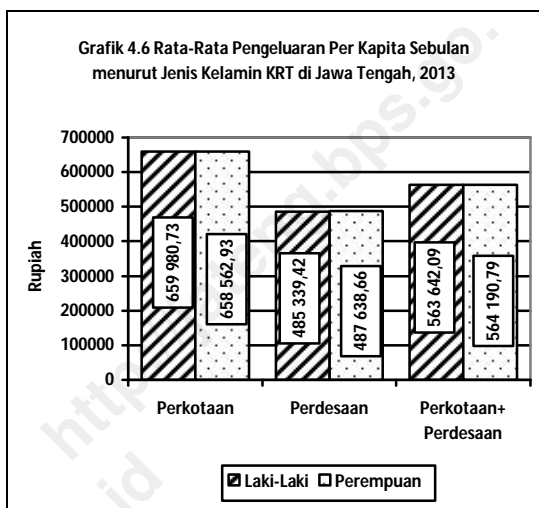 Grafik 4.6 Rata-Rata Pengeluaran Per Kapita Sebulan
menurut Jenis Kelamin KRT di Jawa Tengah, 2013
700000
600000
500000
400000
300000
200000
100000
0
Rupiah
659 980,73
658 562,93
485 339,42
487 638,66
563 642,09
564 190,79
Perkotaan
Perdesaan
Perkotaan+
Perdesaan
Laki-Laki
Perempuan